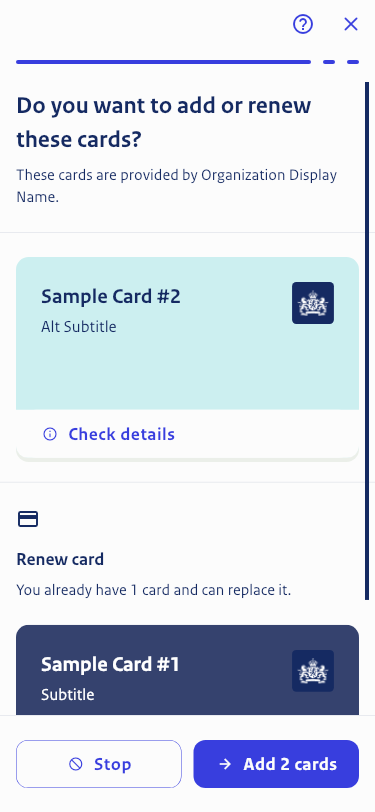 Do you want to add or renew
these cards?
These cards are provided by Organization Display
Name.
Sample Card #2
Alt Subtitle
Check details
Renew card
You already have 1 card and can replace it.
Sample Card #1
Subtitle
Stop
Add 2 cards